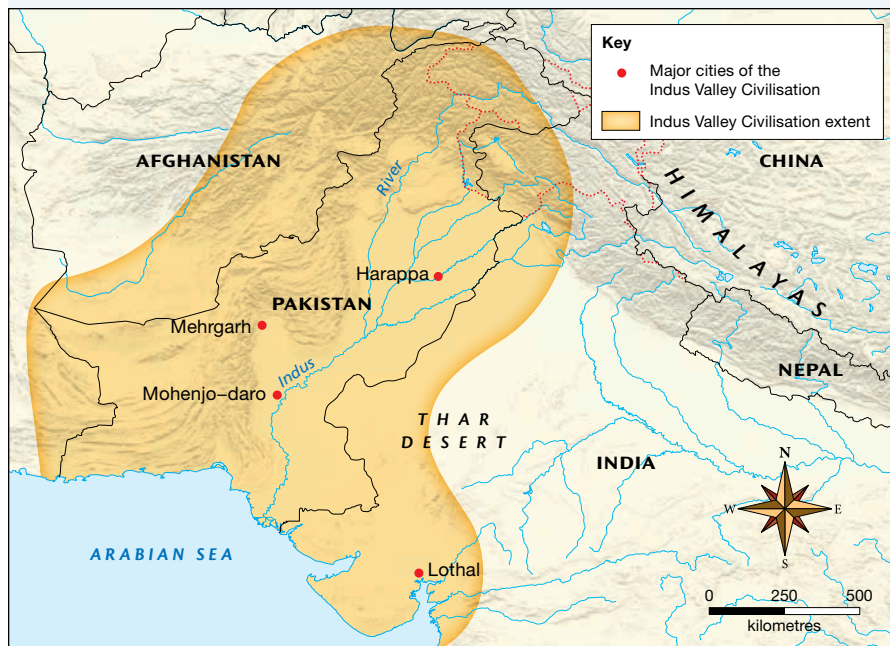 Key
Major cities of the
Indus Valley Civilisation
Indus Valley Civilisation extent
AFGHANISTAN
CHINA
HIMALAYAS
River
Harappa
PAKISTAN
Mehrgarh
NEPAL
Indus
Mohenjo–daro
THAR
DESERT
INDIA
N
W
E
S
ARABIAN SEA
Lothal
0 250 500
kilometres